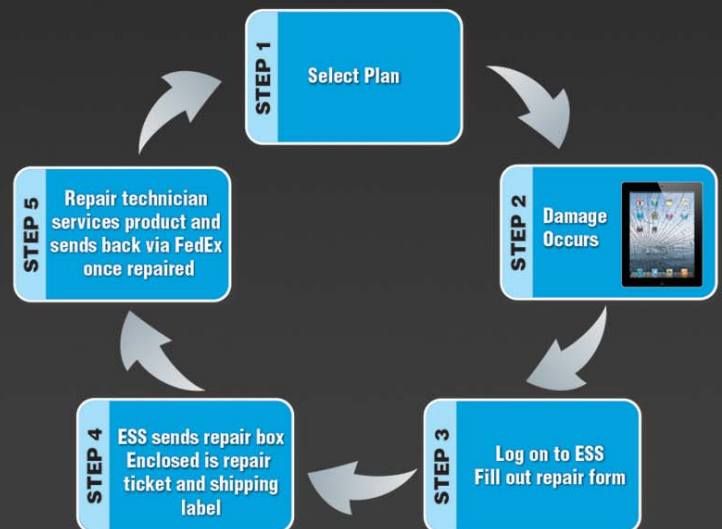 STEP 1
Select Plan
STEP 2
Damage
Occurs
STEP 3
Log on to ESS
Fill out repair form
STEP 4
ESS sends repair box
Enclosed is repair
ticket and shipping
label
STEP 5
Repair technician
services product and
sends back via FedEx
once repaired